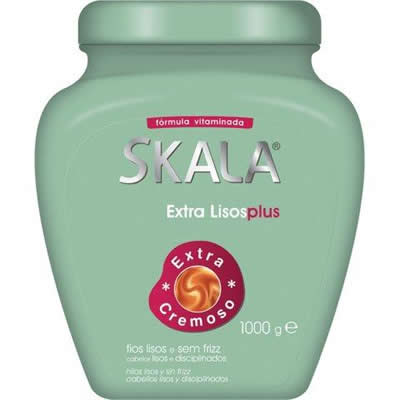 fórmula vitaminada
SKALA®
Extra Lisosplus
* Extra *
Cremoso
1000 g e
fios lisos e sem frizz
cabelos lisos e disciplinados
hilos lisos y sin frizz
cabellos lisos y disciplinados